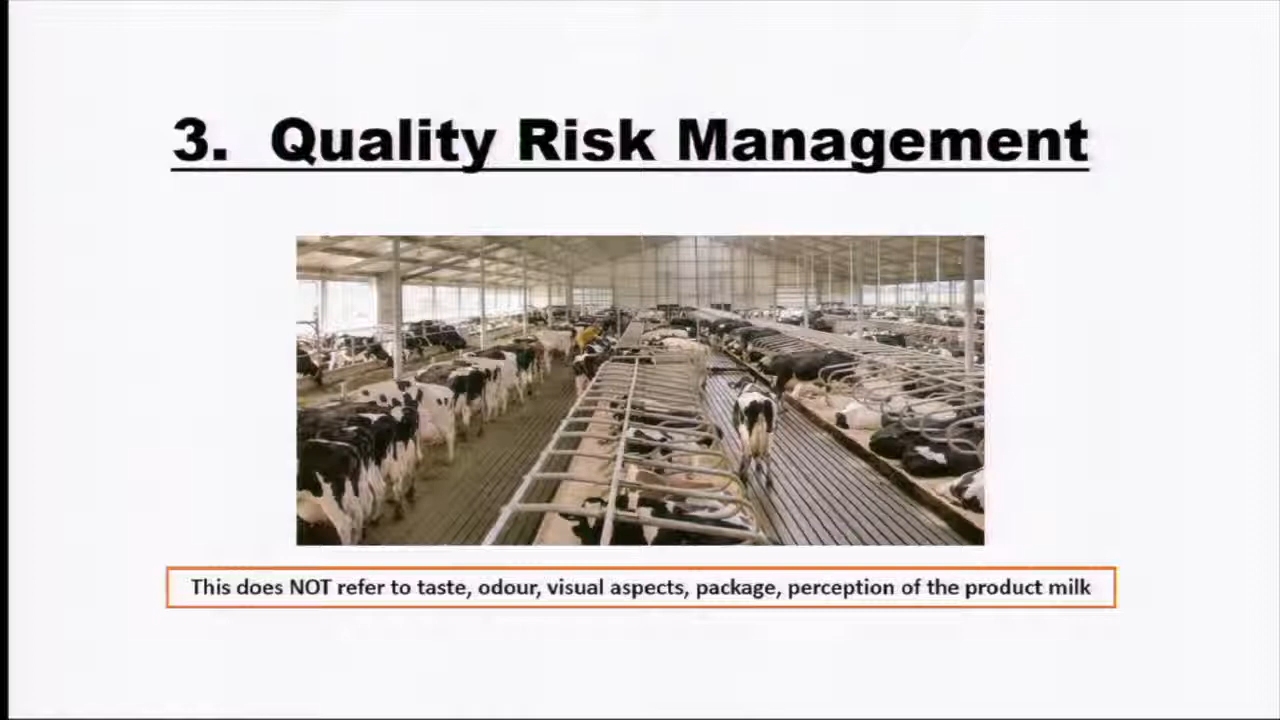 3. Quality Risk Management
This does NOT refer to taste, odour, visual aspects, package, perception of the product milk